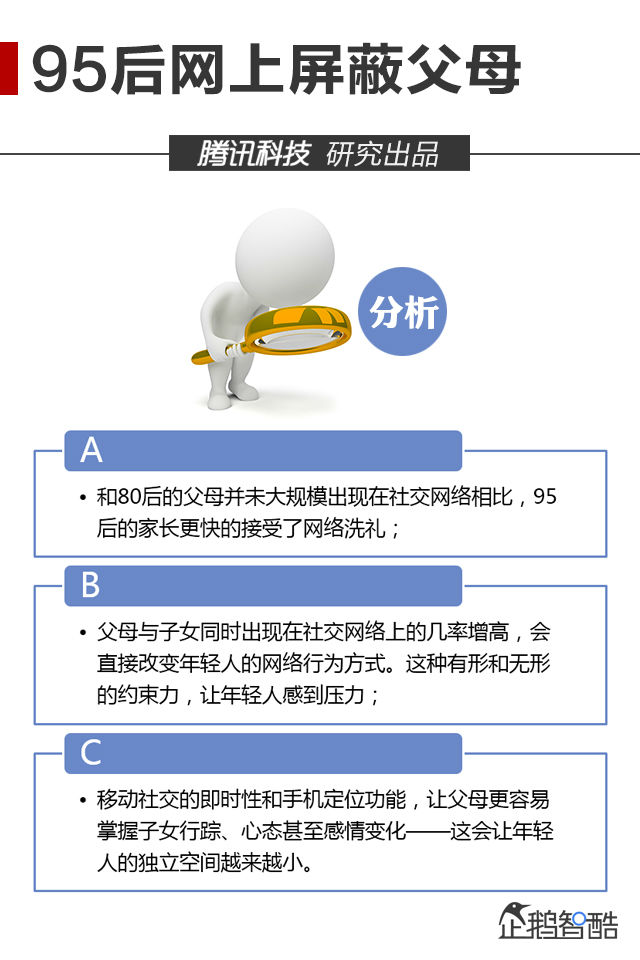 95后网上屏蔽父母
腾讯科技 研究出品
分析
A
• 和80后的父母并未大规模出现在社交网络相比，95
后的家长更快的接受了网络洗礼；
B
• 父母与子女同时出现在社交网络上的几率增高，会
直接改变年轻人的网络行为方式。这种有形和无形
的约束力，让年轻人感到压力；
C
• 移动社交的即时性和手机定位功能，让父母更容易
掌握子女行踪、心态甚至感情变化——这会让年轻
人的独立空间越来越小。
企鹅智酷